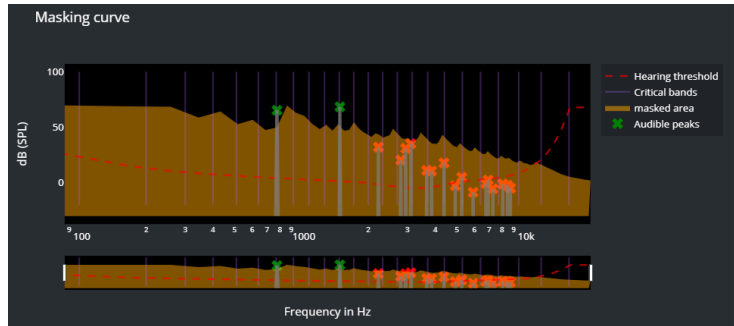 Masking curve
100
50
0
dB (SPL)
9 100 2 3 4 5 6 7 8 9 1000 2 3 4 5 6 7 8 9 10k
Hearing threshold
Critical bands
masked area
Audible peaks
Frequency in Hz